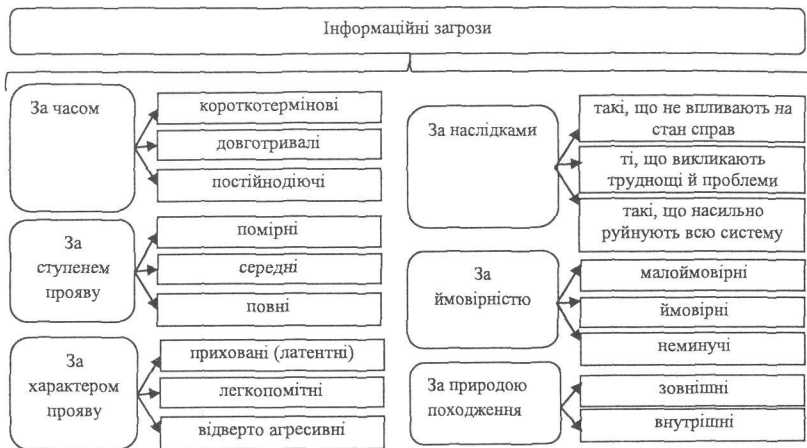 Інформаційні загрози
За часом
короткотермінові
довготривалі
постійнодіючі
За
ступенем
прояву
помірні
середні
повні
За
характером
прояву
приховані (латентні)
легкопомітні
відверто агресивні
За наслідками
такі, що не впливають на
стан справ
ті, що викликають
труднощі й проблеми
такі, що насильно
руйнують всю систему
За
ймовірністю
малоймовірні
ймовірні
неминучі
За природою
походження
зовнішні
внутрішні